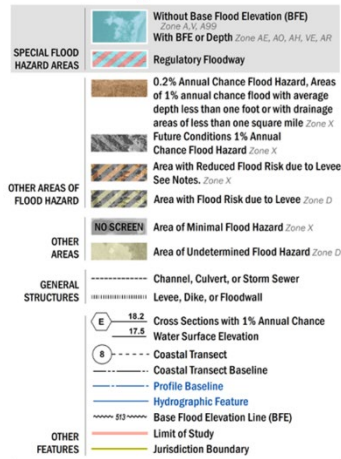 Without Base Flood Elevation (BFE)
Zone A,V, A99
With BFE or Depth Zone AE, AO, AH, VE, AR
SPECIAL FLOOD
HAZARD AREAS
Regulatory Floodway
0.2% Annual Chance Flood Hazard, Areas
of 1% annual chance flood with average
depth less than one foot or with drainage
areas of less than one square mile Zone X
Future Conditions 1% Annual
Chance Flood Hazard Zone X
Area with Reduced Flood Risk due to Levee
See Notes. Zone X
OTHER AREAS OF
FLOOD HAZARD
Area with Flood Risk due to Levee Zone D
NO SCREEN Area of Minimal Flood Hazard Zone X
OTHER
AREAS
Area of Undetermined Flood Hazard Zone D
GENERAL
STRUCTURES
Channel, Culvert, or Storm Sewer
Levee, Dike, or Floodwall
E 18.2 Cross Sections with 1% Annual Chance
17.5 Water Surface Elevation
8 Coastal Transect
Coastal Transect Baseline
Profile Baseline
Hydrographic Feature
513 Base Flood Elevation Line (BFE)
OTHER
FEATURES
Limit of Study
Jurisdiction Boundary